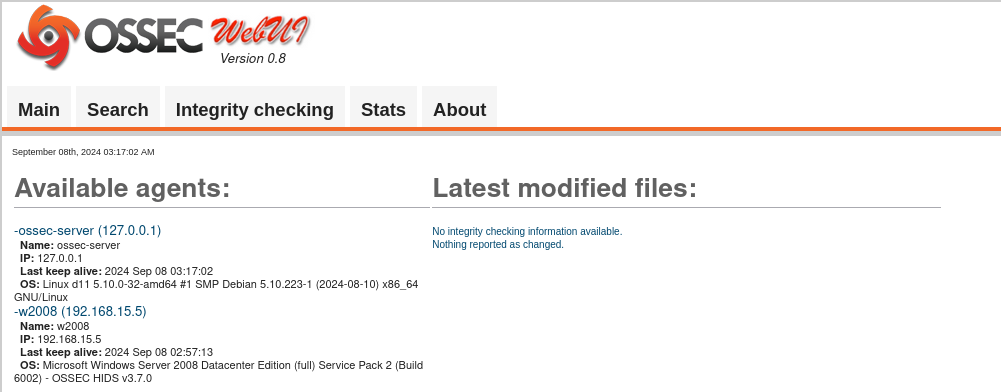 OSSEC WebUI
Version 0.8
Main Search Integrity checking Stats About
September 08th, 2024 03:17:02 AM
Available agents:
-ossec-server (127.0.0.1)
Name: ossec-server
IP: 127.0.0.1
Last keep alive: 2024 Sep 08 03:17:02
OS: Linux d11 5.10.0-32-amd64 #1 SMP Debian 5.10.223-1 (2024-08-10) x86_64
GNU/Linux
-w2008 (192.168.15.5)
Name: w2008
IP: 192.168.15.5
Last keep alive: 2024 Sep 08 02:57:13
OS: Microsoft Windows Server 2008 Datacenter Edition (full) Service Pack 2 (Build
6002) - OSSEC HIDS v3.7.0
Latest modified files:
No integrity checking information available.
Nothing reported as changed.